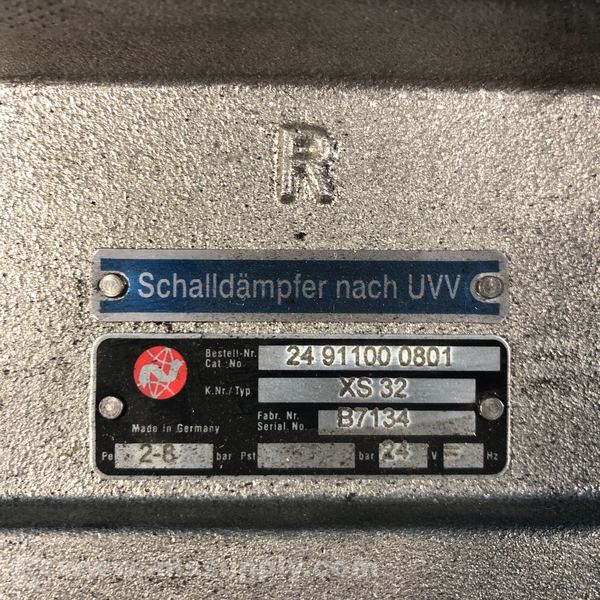 R
Schalldämpfer nach UVV
Bestell-Nr. 24 91100 0801
Cat. No
K.Nr./Typ XS 32
Fabr. Nr. B7134
Serial. No.
Made in Germany
Pe 2-8 bar Pst bar 24 V = Hz